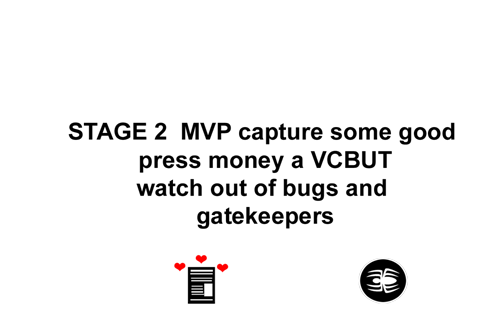 STAGE 2  MVP capture some good
press money a VCBUT
watch out of bugs and
gatekeepers